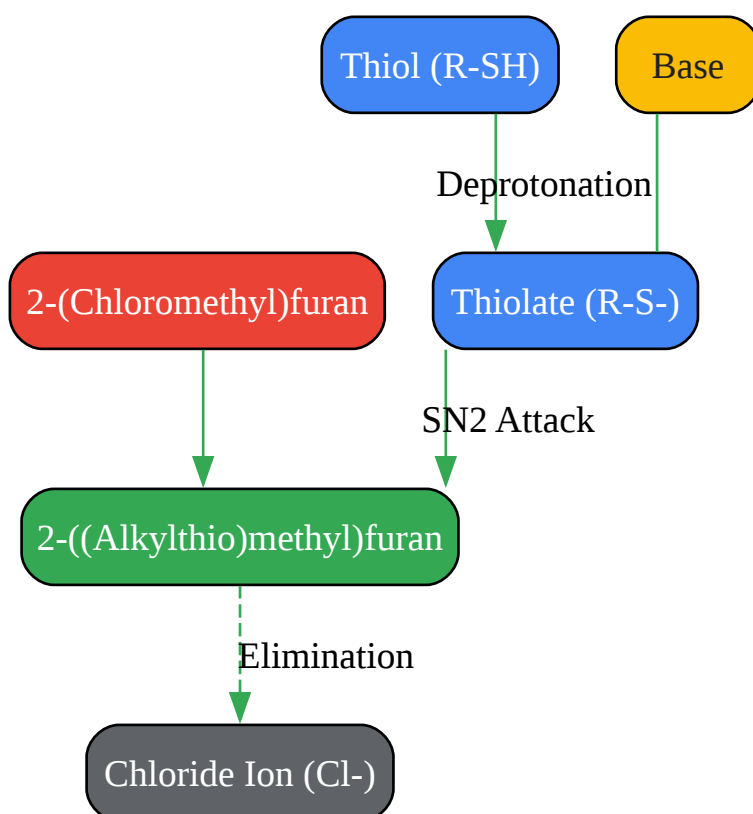 Thiol (R-SH)
Base
Deprotonation
2-(Chloromethyl)furan
Thiolate (R-S-)
SN2 Attack
2-((Alkylthio)methyl)furan
Elimination
Chloride Ion (Cl-)